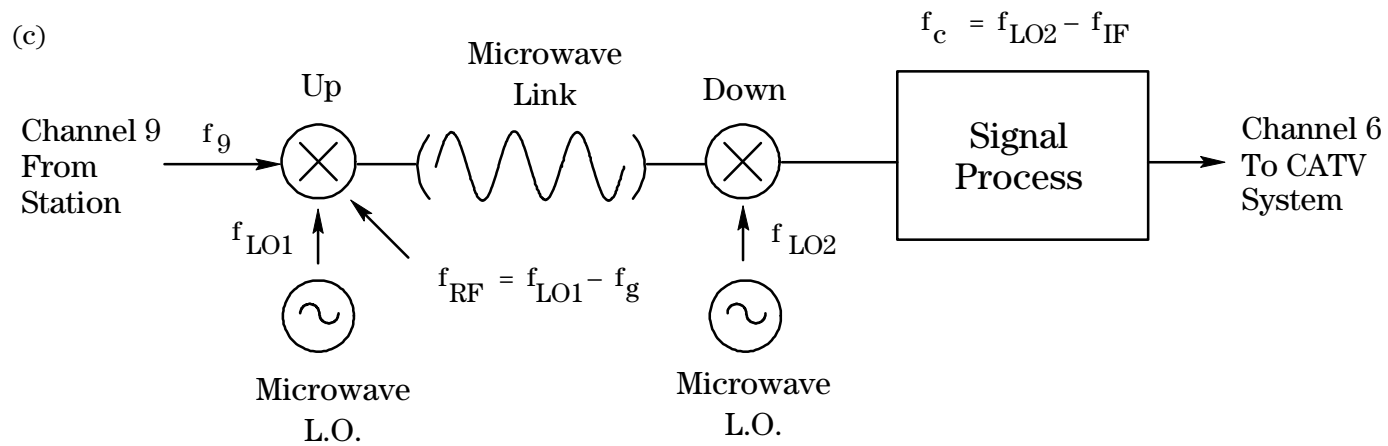 (c)
f_c = f_LO2 – f_IF
Microwave
Link
Up
Down
Channel 9
From
Station
f_9
Signal
Process
Channel 6
To CATV
System
f_LO1
f_LO2
f_RF = f_LO1 – f_g
Microwave
L.O.
Microwave
L.O.